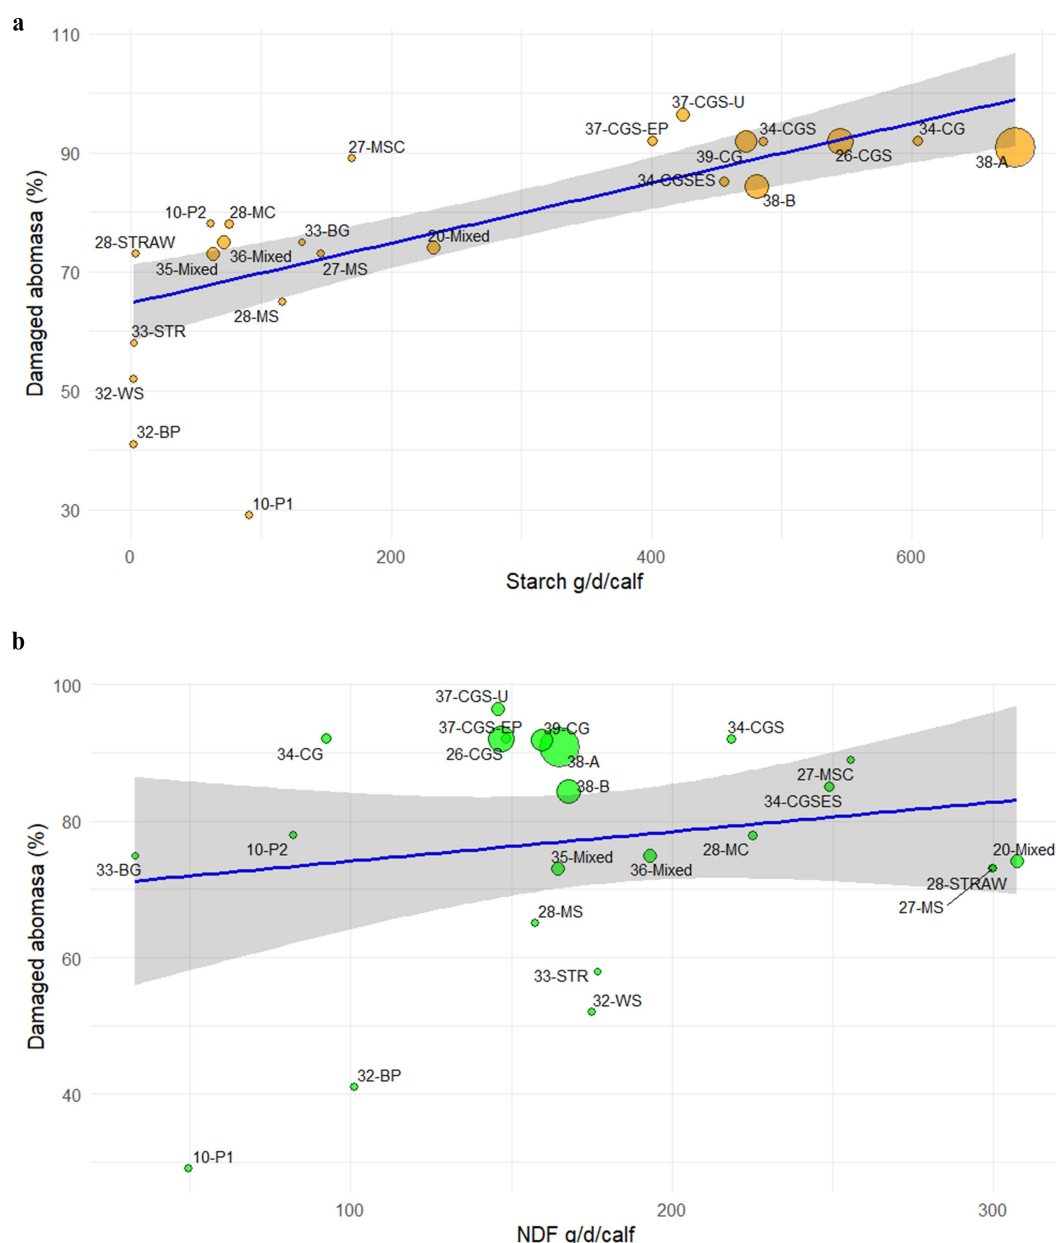 a
110
37-CGS-U
37-CGS-EP
34-CGS
34-CG
90
27-MSC
39-CG
26-CGS
38-A
34-CGSES
38-B
10-P2
28-MC
33-BG
20-Mixed
28-STRAW
36-Mixed
35-Mixed
27-MS
70
28-MS
33-STR
50
32-WS
32-BP
10-P1
30
0
200
400
600
Starch g/d/calf
Damaged abomasa (%)
b
100
37-CGS-U
37-CGS-EP
39-CG
34-CGS
34-CG
26-CGS
38-A
27-MSC
38-B
34-CGSES
80
10-P2
28-MC
20-Mixed
35-Mixed
33-BG
36-Mixed
28-STRAW
27-MS
28-MS
60
33-STR
32-WS
32-BP
40
10-P1
100
200
300
NDF g/d/calf
Damaged abomasa (%)